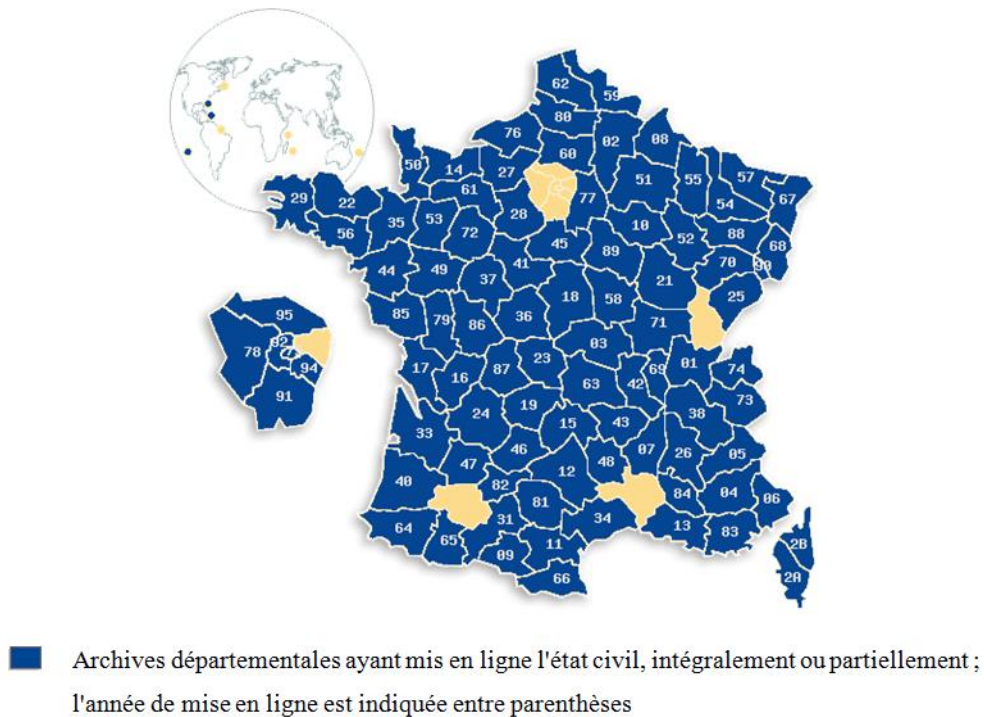 62 59
80
76 02 08
60
50 14 27 51 55 57
61 77 54 67
29 22 28
35 53 10 88
56 72 52 68
45 89 70 90
44 49 41 21
37 25
95 85 79 18 58
86 36 71
92 03
78 23 01 74
94 17 16 87 69
91 63 42 73
19 38
24 15 43
33 07
46 26 05
47 12 48
40 82 84 04 06
81
64 31 34 13 83
65
09 11 2B
66 2A
Archives départementales ayant mis en ligne l'état civil, intégralement ou partiellement ;
l'année de mise en ligne est indiquée entre parenthèses